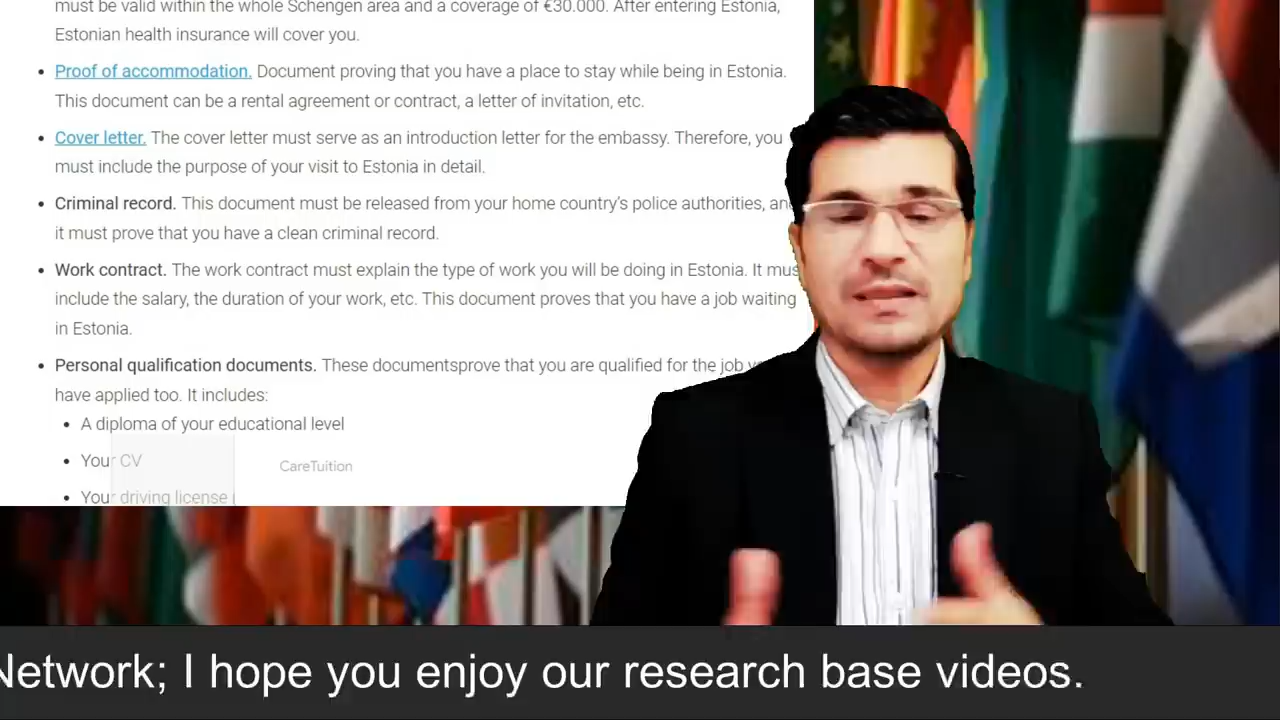 must be valid within the whole Schengen area and a coverage of €30.000. After entering Estonia,
Estonian health insurance will cover you.
Proof of accommodation. Document proving that you have a place to stay while being in Estonia.
This document can be a rental agreement or contract, a letter of invitation, etc.
Cover letter. The cover letter must serve as an introduction letter for the embassy. Therefore, you
must include the purpose of your visit to Estonia in detail.
Criminal record. This document must be released from your home country's police authorities, an
it must prove that you have a clean criminal record.
Work contract. The work contract must explain the type of work you will be doing in Estonia. It mus
include the salary, the duration of your work, etc. This document proves that you have a job waiting
in Estonia.
Personal qualification documents. These documentsprove that you are qualified for the job
have applied too. It includes:
A diploma of your educational level
Your CV
CareTuition
Your driving license
Network; I hope you enjoy our research base videos.